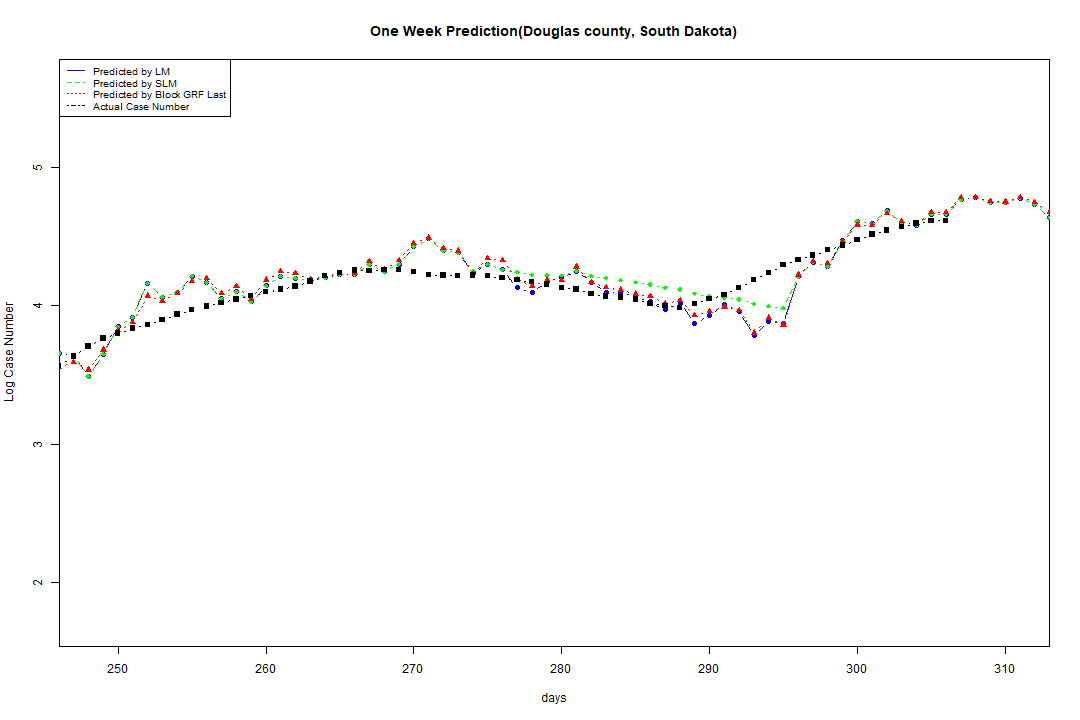 One Week Prediction(Douglas county, South Dakota)
Predicted by LM
Predicted by SLM
Predicted by Block GRF Last
Actual Case Number
5
4
3
2
Log Case Number
250 260 270 280 290 300 310
days